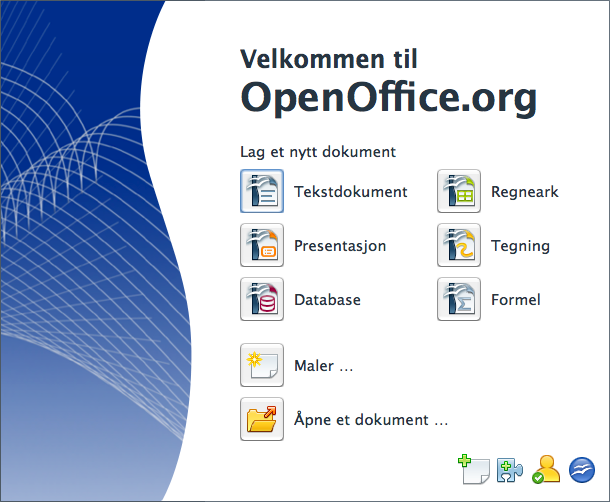 Velkommen til
OpenOffice.org
Lag et nytt dokument
Tekstdokument
Regneark
Presentasjon
Tegning
Database
Formel
Maler ...
Åpne et dokument ...